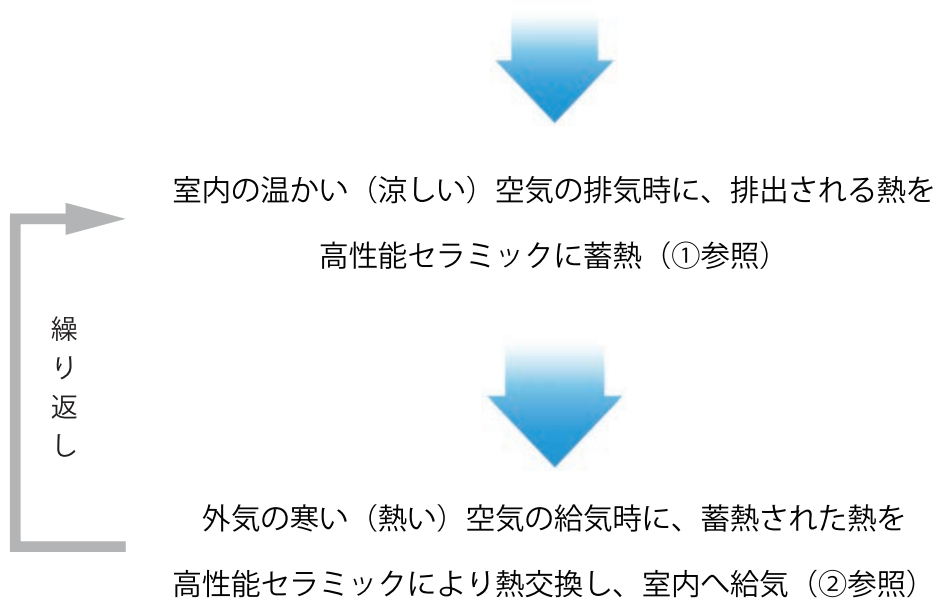 室内の温かい（涼しい）空気の排気時に、排出される熱を
高性能セラミックに蓄熱（①参照）
繰り返し
外気の寒い（熱い）空気の給気時に、蓄熱された熱を
高性能セラミックにより熱交換し、室内へ給気（②参照）